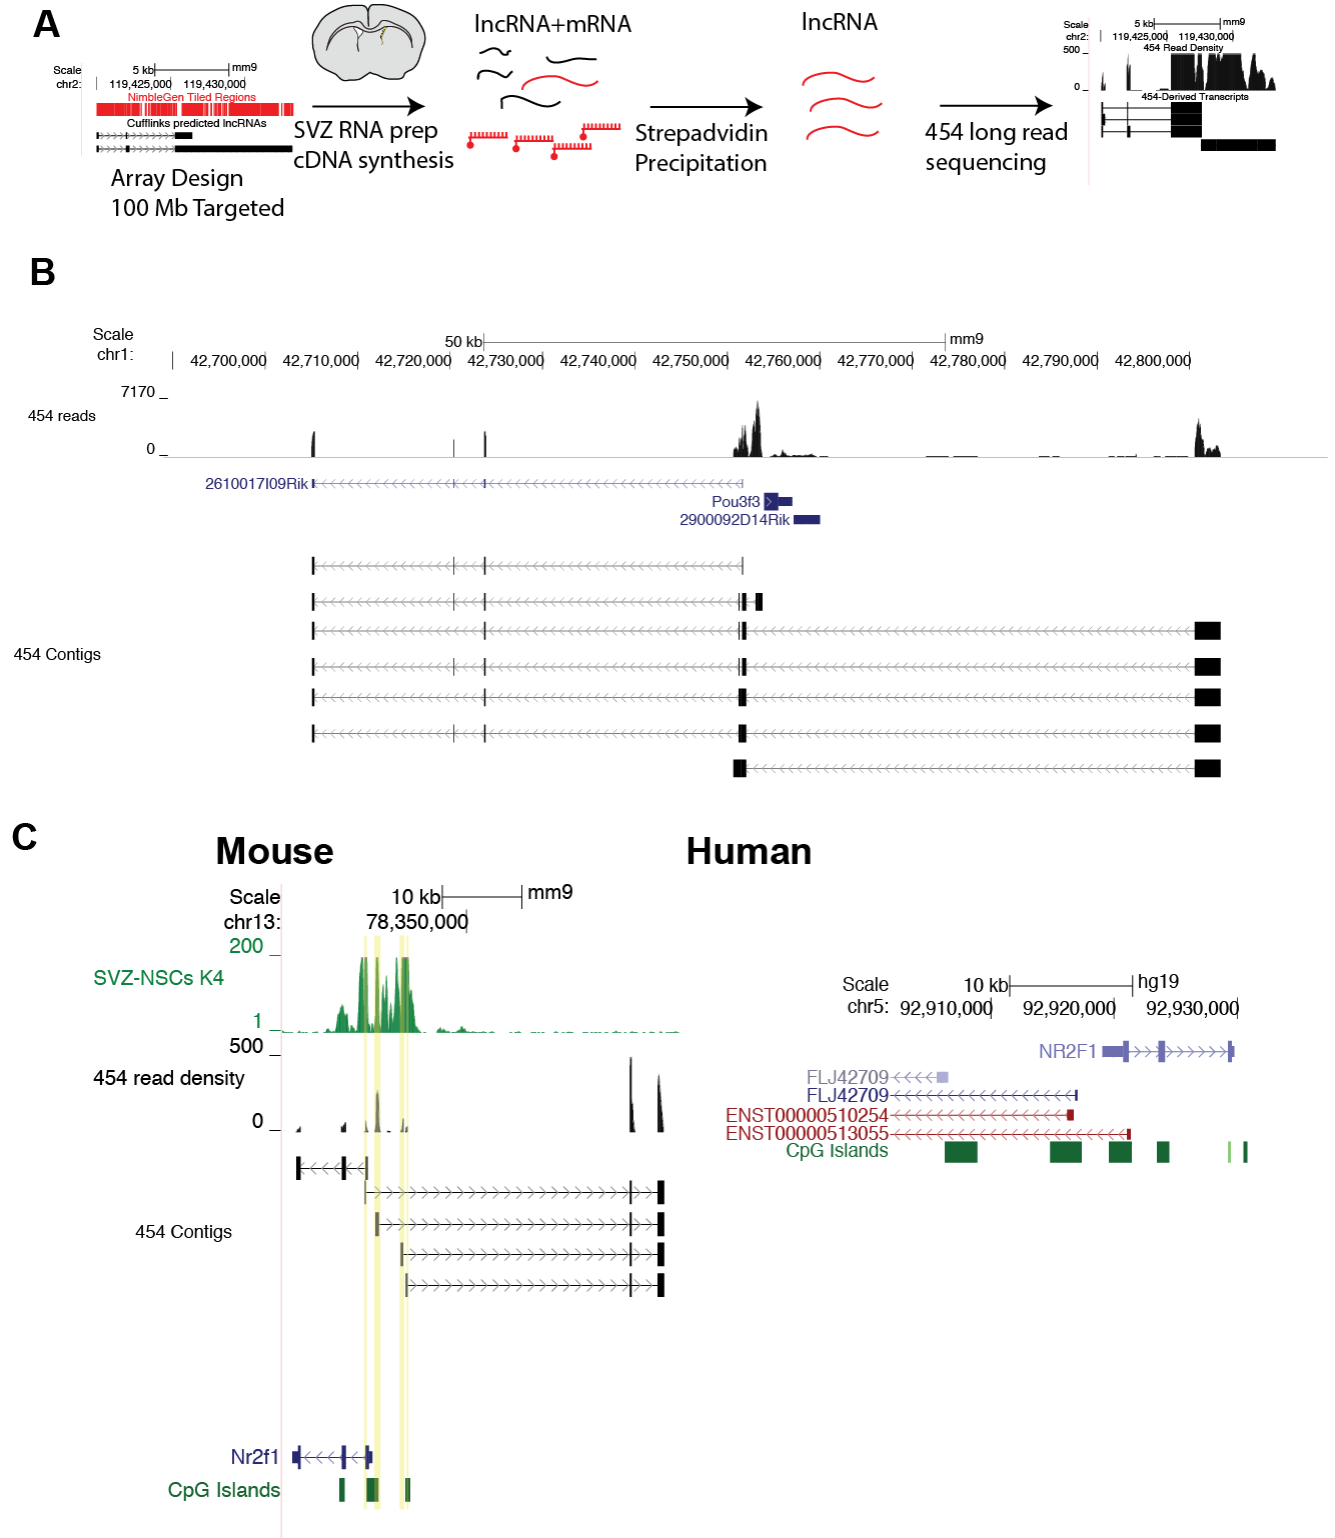 A
Scale
5 kb
mm9
chr2:
119,425,000
119,430,000
NimbleGen Tiled Regions
Cufflinks predicted lncRNAs
Array Design
100 Mb Targeted
SVZ RNA prep
cDNA synthesis
lncRNA+mRNA
Strepadvidin
Precipitation
lncRNA
454 long read
sequencing
Scale
5 kb
mm9
chr2:
119,425,000
119,430,000
454 Read Density
500
0
454-Derived Transcripts
B
Scale
50 kb
mm9
chr1:
42,700,000
42,710,000
42,720,000
42,730,000
42,740,000
42,750,000
42,760,000
42,770,000
42,780,000
42,790,000
42,800,000
7170
454 reads
0
2610017I09Rik
Pou3f3
2900092D14Rik
454 Contigs
C
Mouse
Scale
10 kb
mm9
chr13:
78,350,000
200
SVZ-NSCs K4
1
500
454 read density
0
454 Contigs
Nr2f1
CpG Islands
Human
Scale
10 kb
hg19
chr5:
92,910,000
92,920,000
92,930,000
NR2F1
FLJ42709
FLJ42709
ENST00000510254
ENST00000513055
CpG Islands